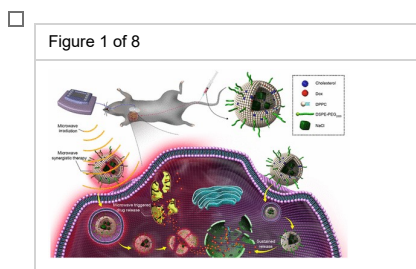 Figure 1 of 8
Cholesterol
Dox
DPPC
DSPE-PEG2000
NaCl
Microwave
irradiation
Microwave
synergistic therapy
Microwave triggered
drug release
Sustained
release